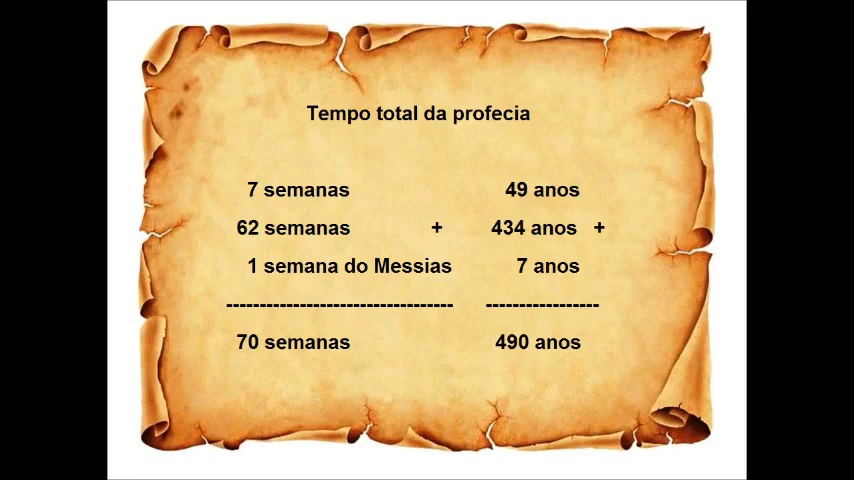 Tempo total da profecia
7 semanas 49 anos
62 semanas + 434 anos +
1 semana do Messias 7 anos
---------------------------------- -----------------
70 semanas 490 anos